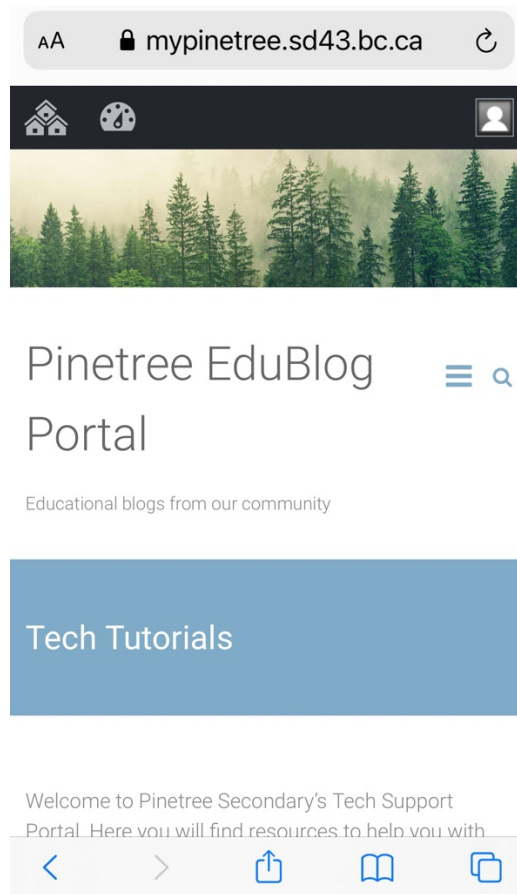 AA mypinetree.sd43.bc.ca
Pinetree EduBlog
Portal
Educational blogs from our community
Tech Tutorials
Welcome to Pinetree Secondary's Tech Support
Portal. Here you will find resources to help you with